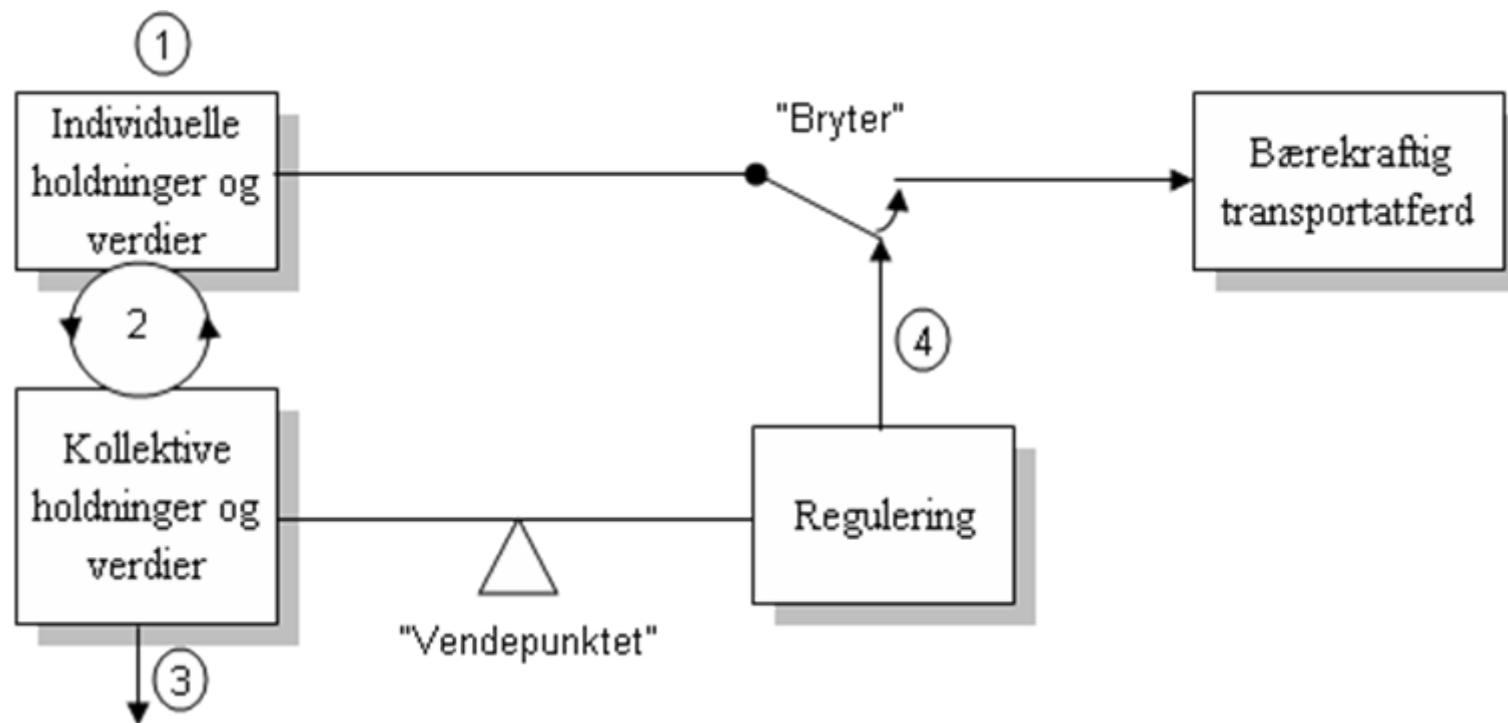 1
Individuelle
holdninger og
verdier
"Bryter"
Bærekraftig
transportatferd
2
4
Kollektive
holdninger og
verdier
Regulering
"Vendepunktet"
3